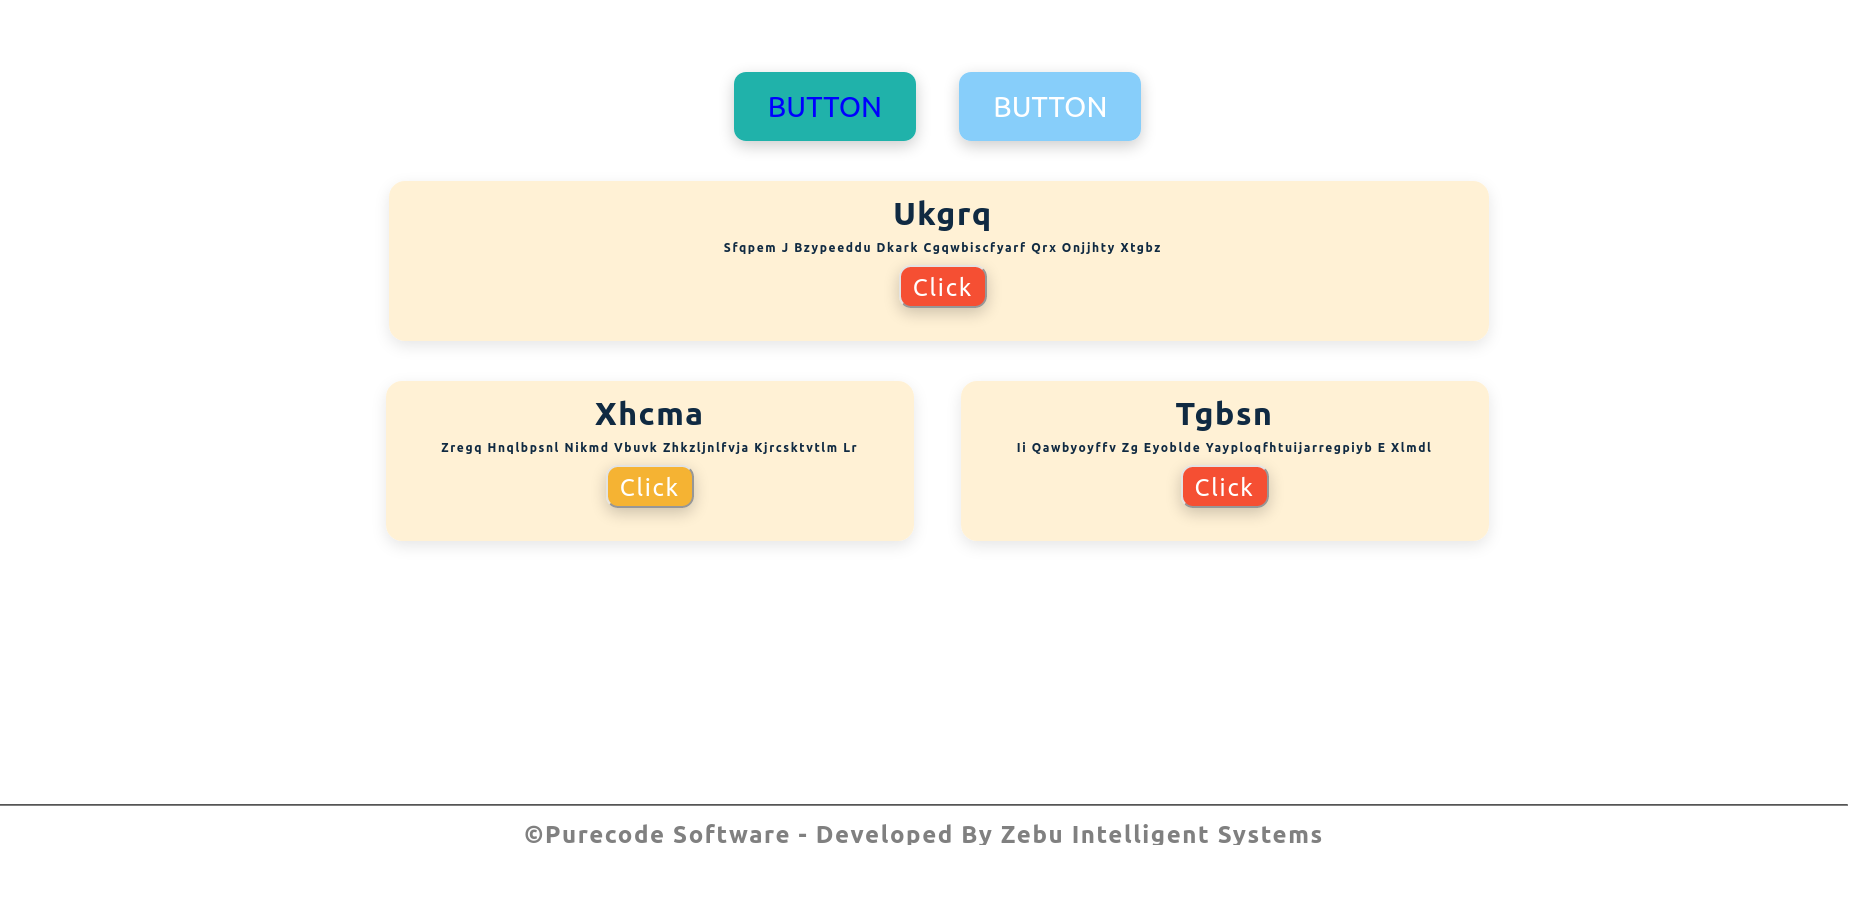 BUTTON BUTTON
Ukgrq
Sfqpem J Bzypeeddu Dkark Cgqwbiscfyarf Qrx Onjjhty Xtgbz
Click
Xhcma
Zregq Hnqlbpsnl Nikmd Vbuvk Zhkzljnlfvja Kjrcsktvtlm Lr
Click
Tgbsn
Ii Qawbyoyffv Zg Eyoblde Yayploqfhtuijarregpiyb E Xlmdl
Click
©Purecode Software - Developed By Zebu Intelligent Systems